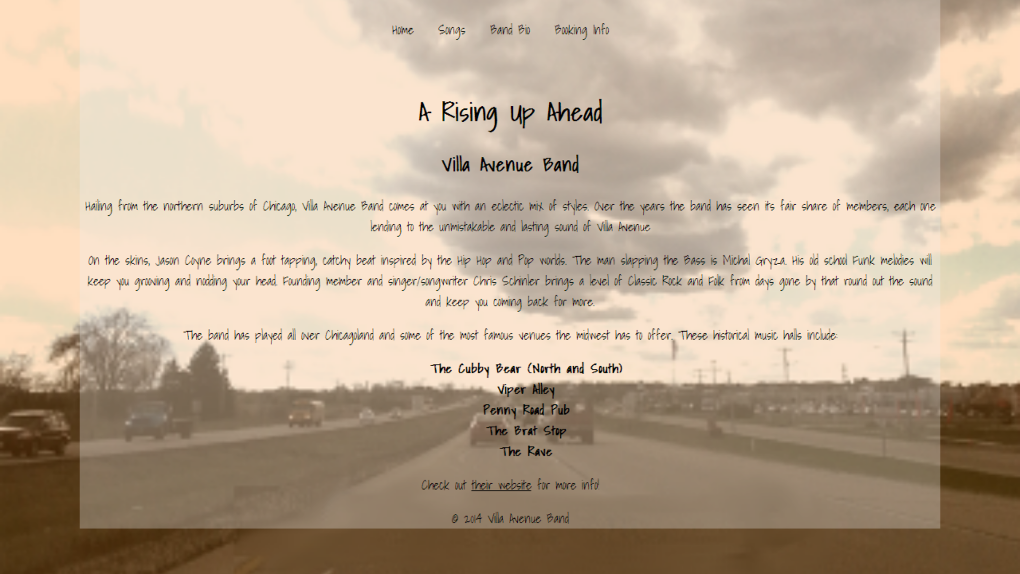 Home Songs Band Bio Booking Info
A Rising Up Ahead
Villa Avenue Band
Hailing from the northern suburbs of Chicago, Villa Avenue Band comes at you with an eclectic mix of styles. Over the years the band has seen its fair share of members, each one
lending to the unmistakable and lasting sound of Villa Avenue
On the skins, Jason Coyne brings a foot tapping, catchy beat inspired by the Hip Hop and Pop worlds. The man slapping the Bass is Michal Gryza. His old school Funk melodies will
keep you grooving and nodding your head. Founding member and singer/songwriter Chris Schinler brings a level of Classic Rock and Folk from days gone by that round out the sound
and keep you coming back for more.
The band has played all over Chicagoland and some of the most famous venues the midwest has to offer. These historical music halls include:
The Cubby Bear (North and South)
Viper Alley
Penny Road Pub
The Brat Stop
The Rave
Check out their website for more info!
© 2014 Villa Avenue Band